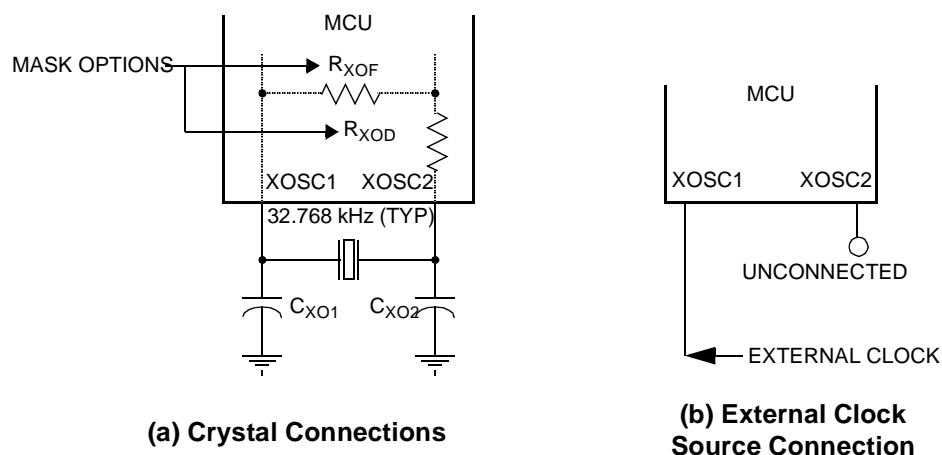 MCU
MASK OPTIONS
RXOF
RXOD
XOSC1 XOSC2
32.768 kHz (TYP)
CXO1 CXO2
(a) Crystal Connections
MCU
XOSC1 XOSC2
UNCONNECTED
EXTERNAL CLOCK
(b) External Clock
Source Connection